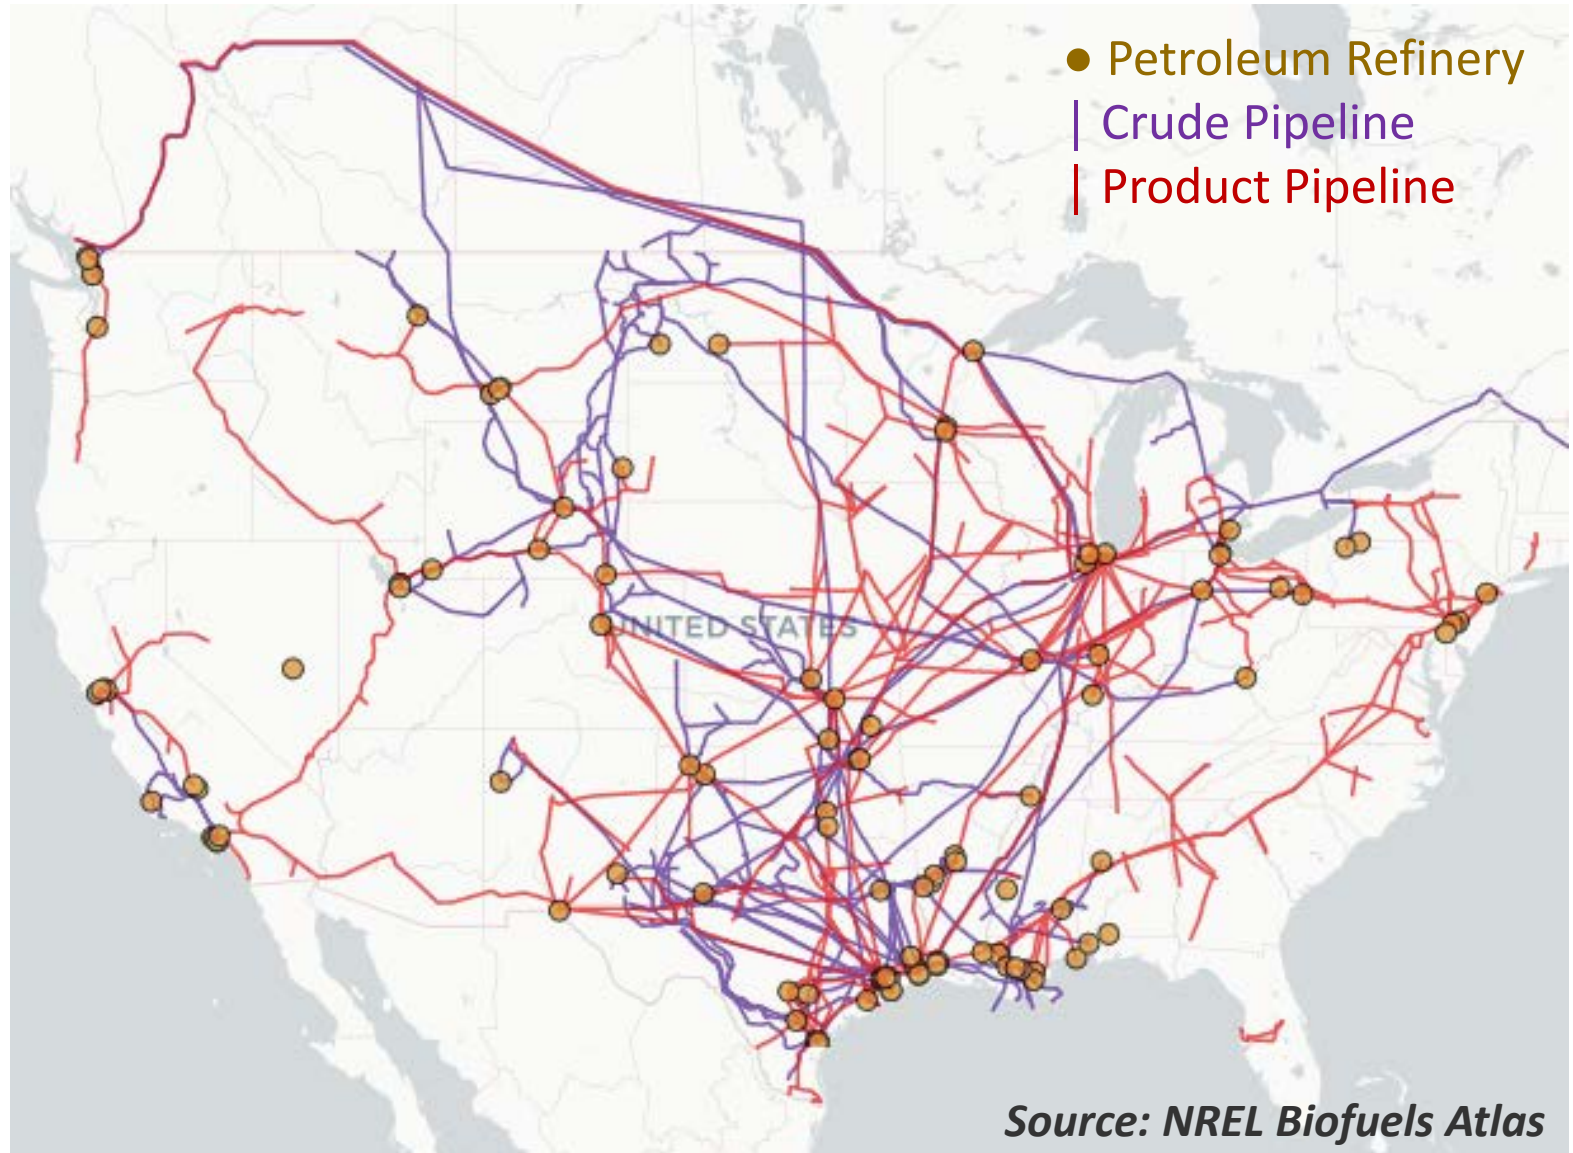 ● Petroleum Refinery
| Crude Pipeline
| Product Pipeline
UNITED STATES
Source: NREL Biofuels Atlas